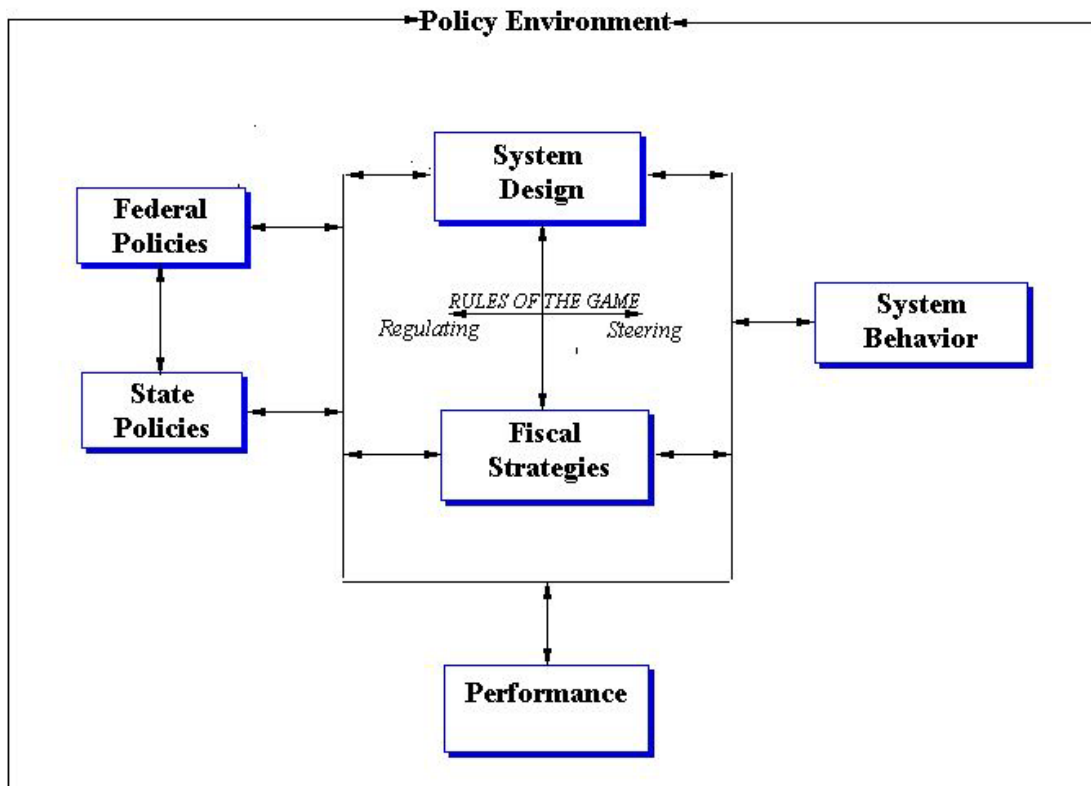 Policy Environment
System
Design
Federal
Policies
RULES OF THE GAME
Regulating
Steering
System
Behavior
State
Policies
Fiscal
Strategies
Performance